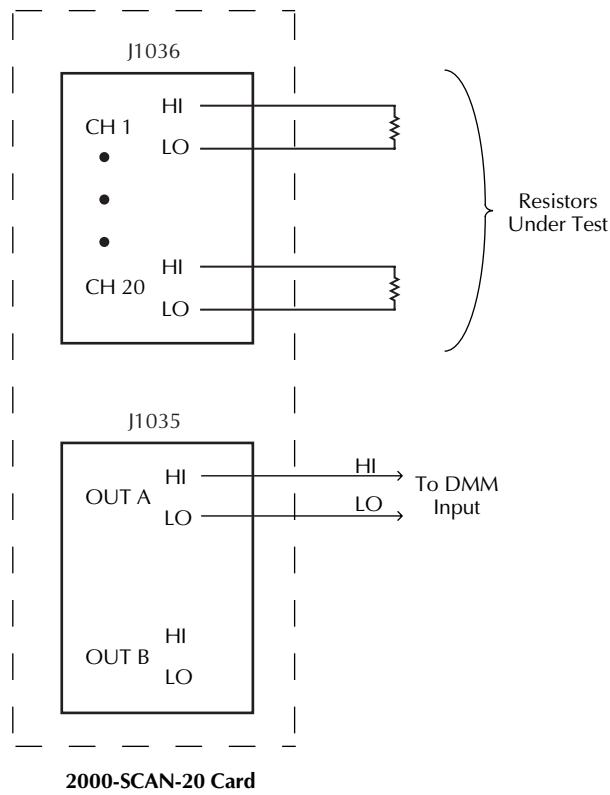 J1036
HI
CH 1
LO
HI
CH 20
LO
Resistors
Under Test
J1035
HI
OUT A
LO
HI
LO
To DMM
Input
HI
OUT B
LO
2000-SCAN-20 Card